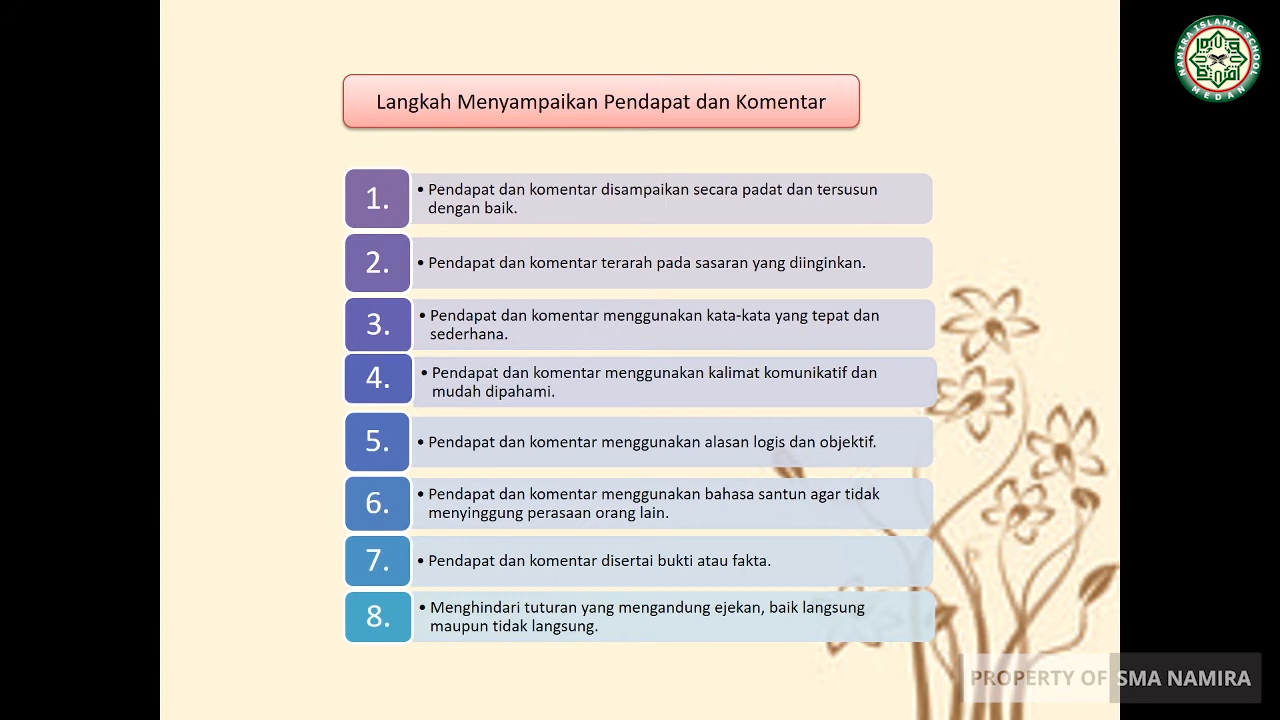 NAMIRA ISLAMIC SCHOOL
MEDAN
Langkah Menyampaikan Pendapat dan Komentar
1.
• Pendapat dan komentar disampaikan secara padat dan tersusun
dengan baik.
2.
• Pendapat dan komentar terarah pada sasaran yang diinginkan.
3.
• Pendapat dan komentar menggunakan kata-kata yang tepat dan
sederhana.
4.
• Pendapat dan komentar menggunakan kalimat komunikatif dan
mudah dipahami.
5.
• Pendapat dan komentar menggunakan alasan logis dan objektif.
6.
• Pendapat dan komentar menggunakan bahasa santun agar tidak
menyinggung perasaan orang lain.
7.
• Pendapat dan komentar disertai bukti atau fakta.
8.
• Menghindari tuturan yang mengandung ejekan, baik langsung
maupun tidak langsung.
PROPERTY OF SMA NAMIRA